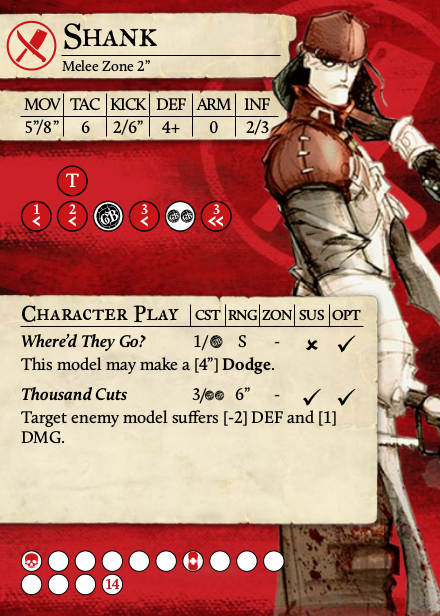 SHANK
Melee Zone 2”
MOV TAC KICK DEF ARM INF
5”/8” 6 2/6” 4+ 0 2/3
T
1 2 GB 3 3
CHARACTER PLAY CST RNG ZON SUS OPT
Where’d They Go? 1/ S - ✗ ✓
This model may make a [4”] Dodge.
Thousand Cuts 3/ 6” - ✓ ✓
Target enemy model suffers [-2] DEF and [1]
DMG.
14